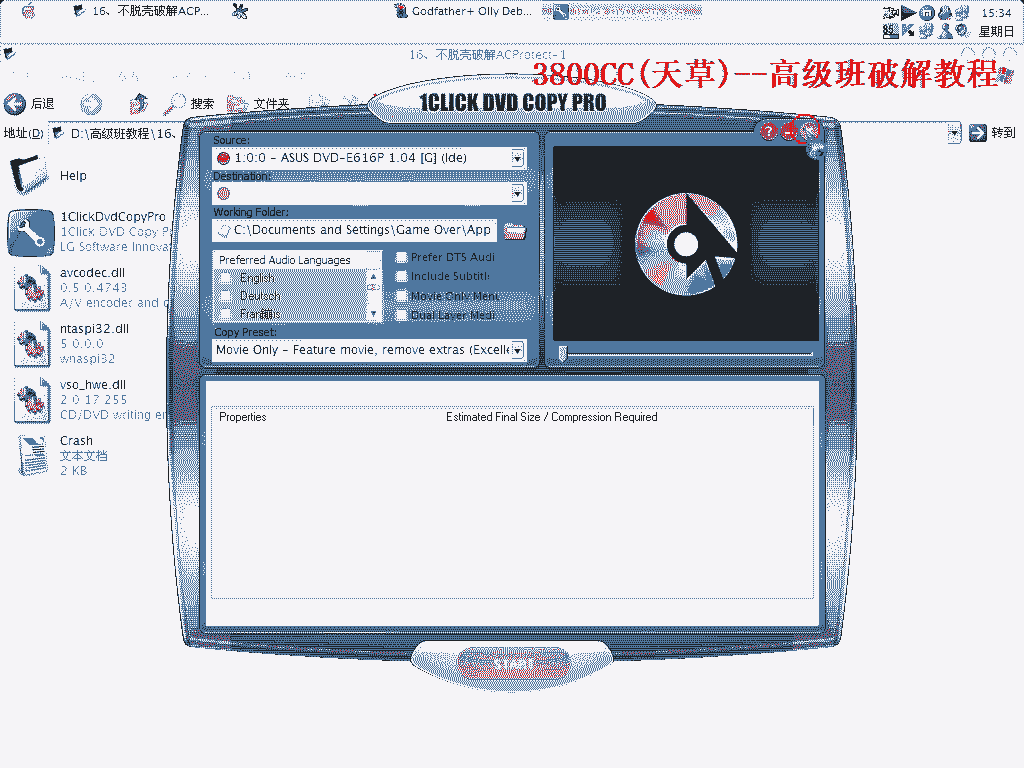 16、不脱壳破解ACP...
Godfather+ Olly Deb...
15:34
星期日
16、不脱壳破解ACProtect-1
3800CC(天草)--高级班破解教程
后退
搜索
文件夹
地址(D)
D:\高级班教程\16、
转到
1CLICK DVD COPY PRO
Help
1ClickDvdCopyPro
1Click DVD Copy P
LG Software Innova
avcodec.dll
0.5.0.4743
A/V encoder and d
ntaspi32.dll
5.0.0.0
wnaspi32
vso_hwe.dll
2.0.17.255
CD/DVD writing en
Crash
文本文档
2 KB
Source:
1:0:0 - ASUS DVD-E616P 1.04 [G] (Ide)
Destination:
Working Folder:
C:\Documents and Settings\Game Over\App
Preferred Audio Languages
English
Deutsch
Français
Prefer DTS Audi
Include Subtitl
Movie Only Menu
Dual Layer Medi
Copy Preset:
Movie Only - Feature movie, remove extras (Excelle
Properties
Estimated Final Size / Compression Required
START